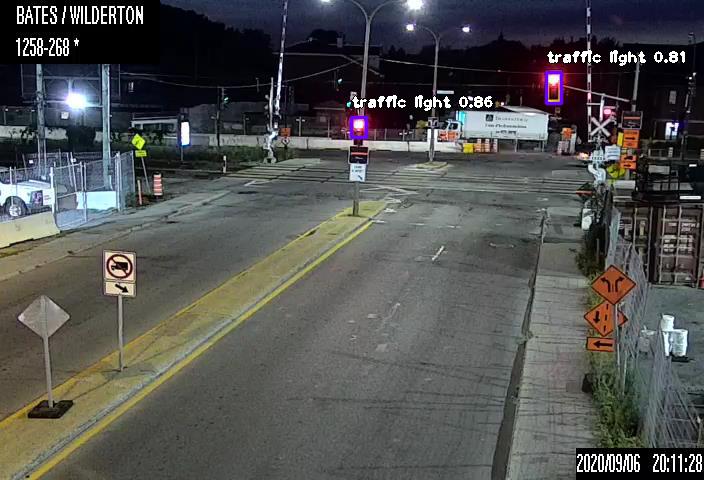 BATES / WILDERTON
1258-268 *
traffic light 0.81
traffic light 0.86
2020/09/06 20:11:28